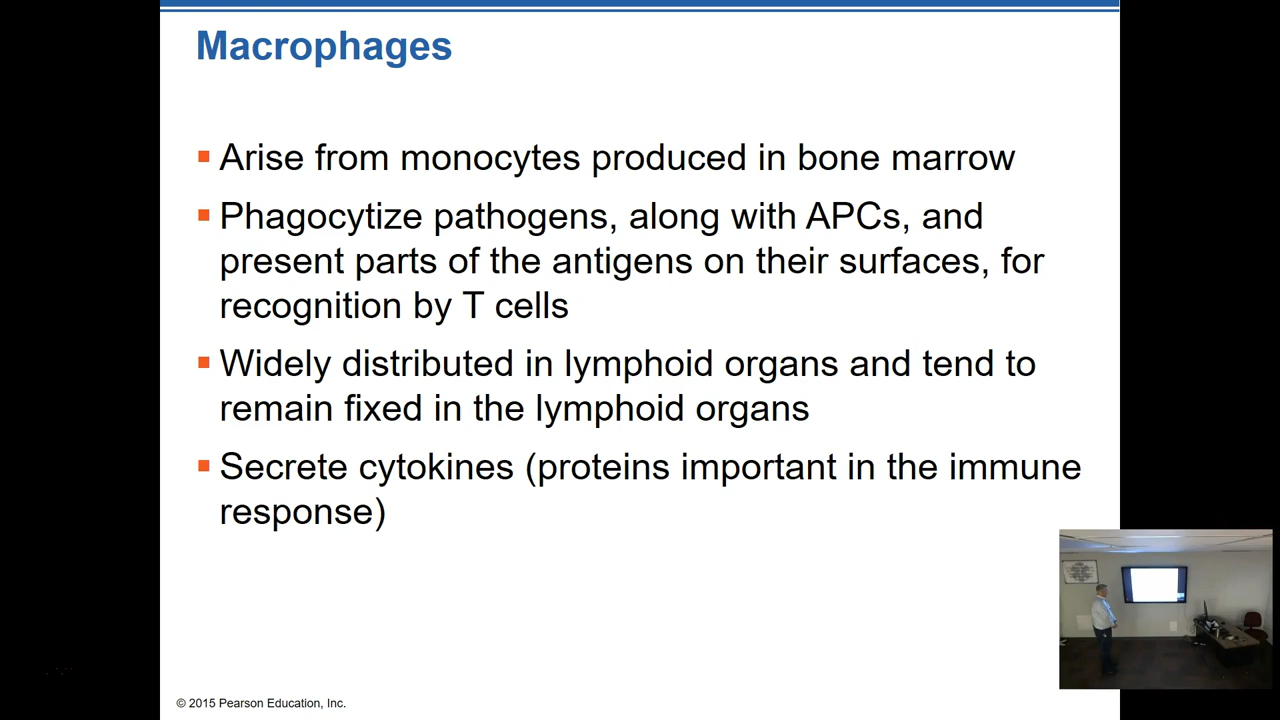 Macrophages
Arise from monocytes produced in bone marrow
Phagocytize pathogens, along with APCs, and
present parts of the antigens on their surfaces, for
recognition by T cells
Widely distributed in lymphoid organs and tend to
remain fixed in the lymphoid organs
Secrete cytokines (proteins important in the immune
response)
© 2015 Pearson Education, Inc.